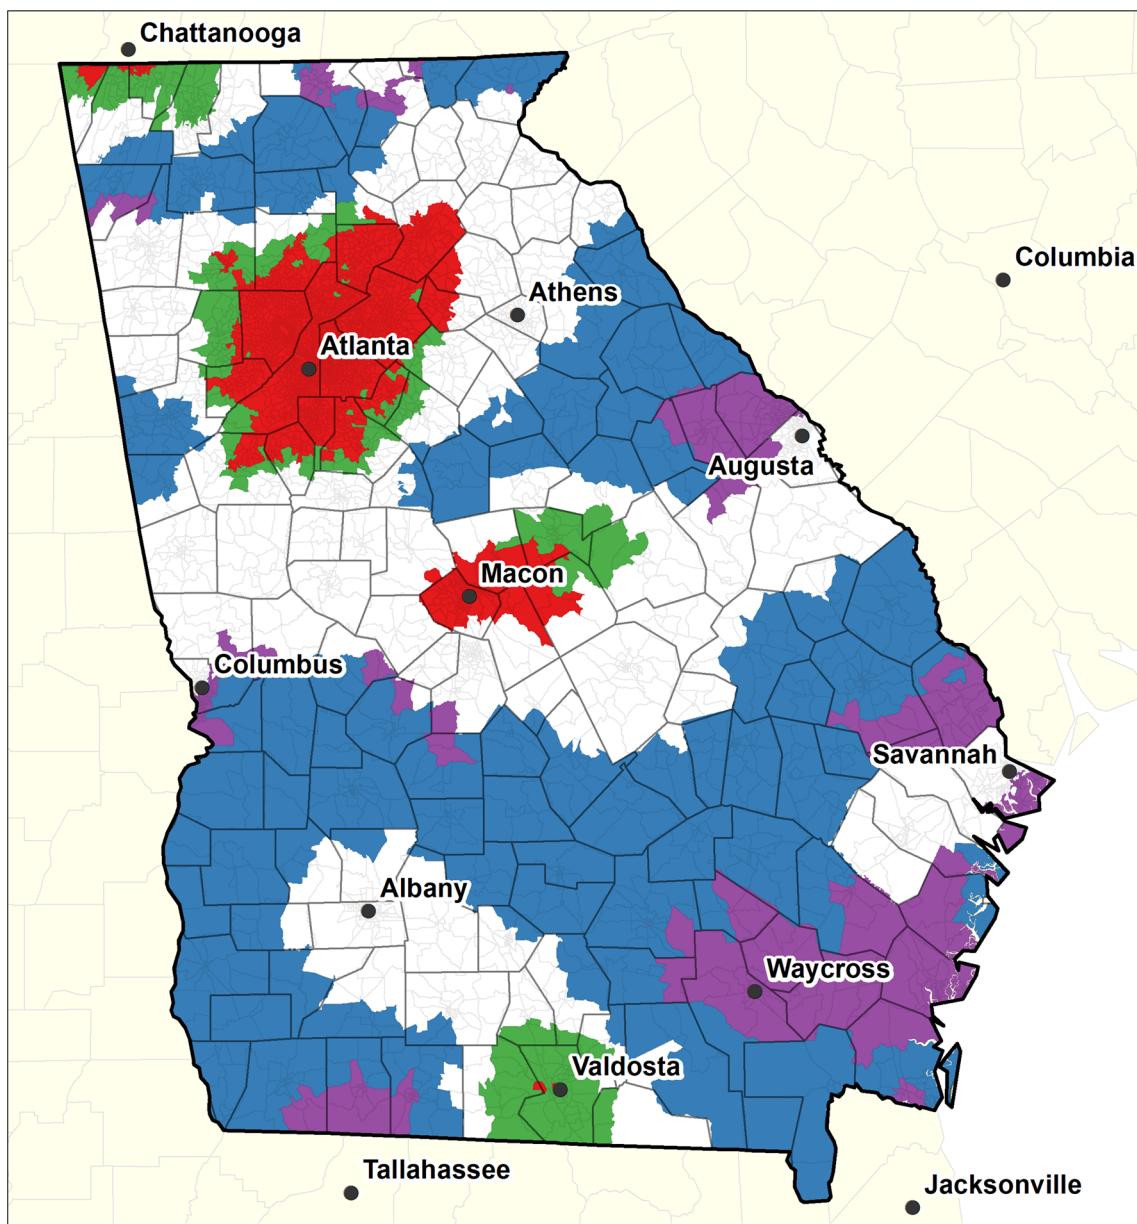 Chattanooga
Columbia
Athens
Atlanta
Augusta
Macon
Columbus
Savannah
Albany
Waycross
Valdosta
Tallahassee
Jacksonville